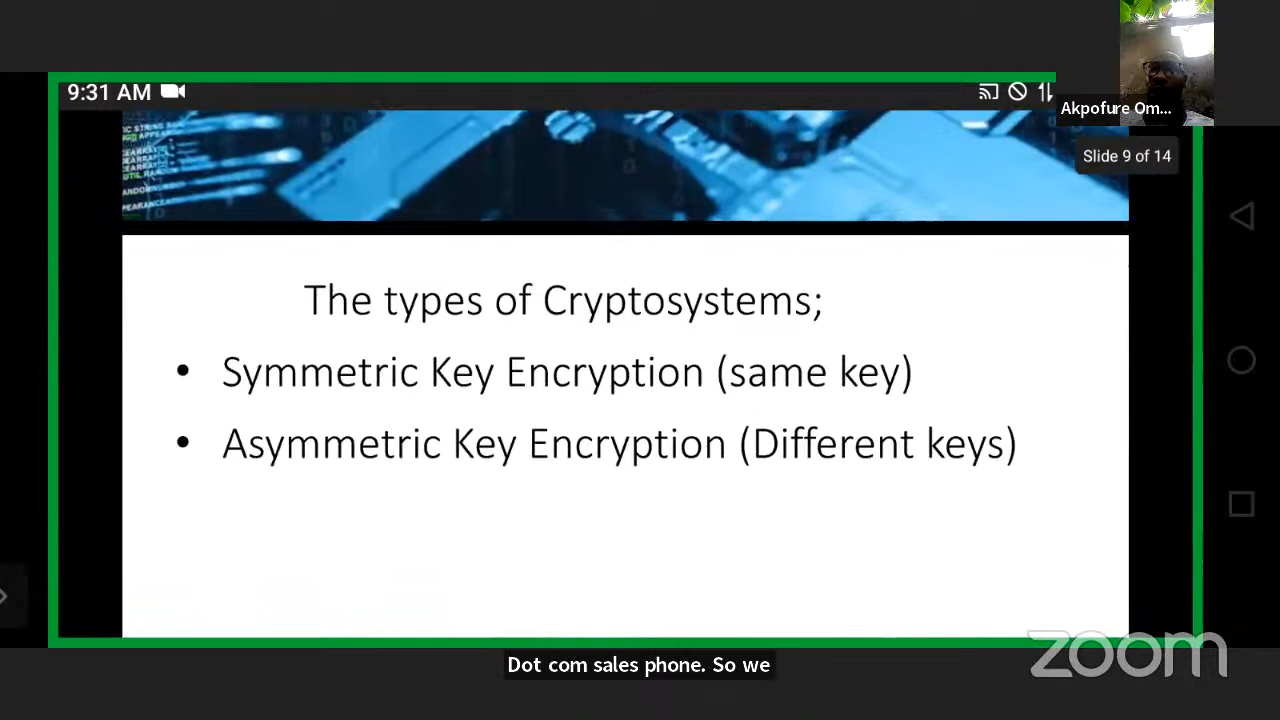 9:31 AM
Akpofure Om...
Slide 9 of 14
The types of Cryptosystems;
• Symmetric Key Encryption (same key)
• Asymmetric Key Encryption (Different keys)
Dot com sales phone. So we
zoom